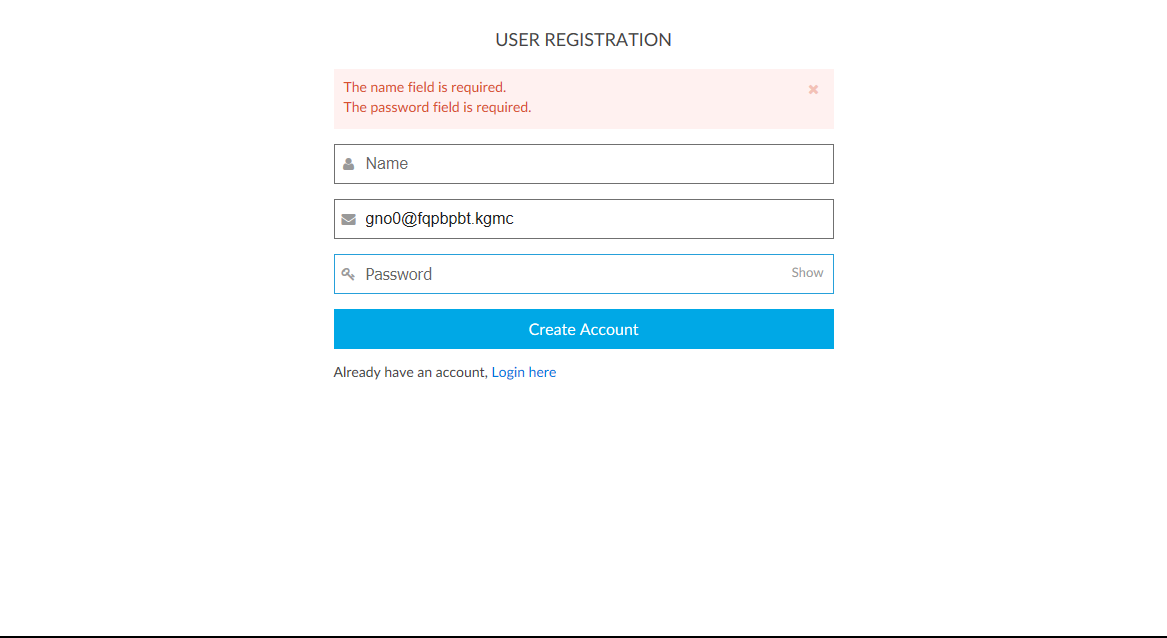 USER REGISTRATION
The name field is required.
The password field is required.
Name
gno0@fqpbpbt.kgmc
Password Show
Create Account
Already have an account, Login here